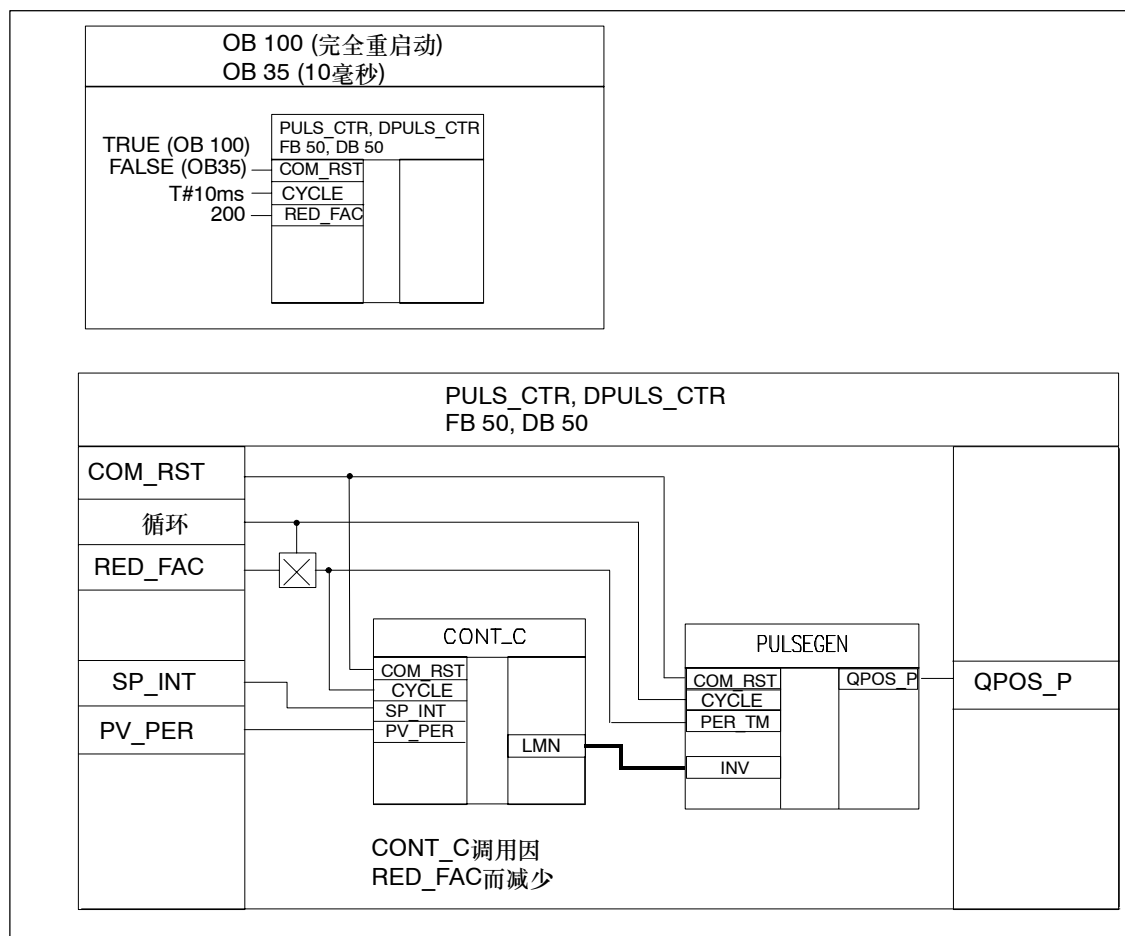 OB 100 (完全重启动)
OB 35 (10毫秒)
PULS_CTR, DPULS_CTR
FB 50, DB 50
TRUE (OB 100)
FALSE (OB35)
COM_RST
T#10ms
CYCLE
200
RED_FAC
PULS_CTR, DPULS_CTR
FB 50, DB 50
COM_RST
循环
RED_FAC
SP_INT
PV_PER
CONT_C
COM_RST
CYCLE
SP_INT
PV_PER
LMN
PULSEGEN
COM_RST
CYCLE
PER_TM
INV
QPOS_P
QPOS_P
CONT_C调用因
RED_FAC而减少